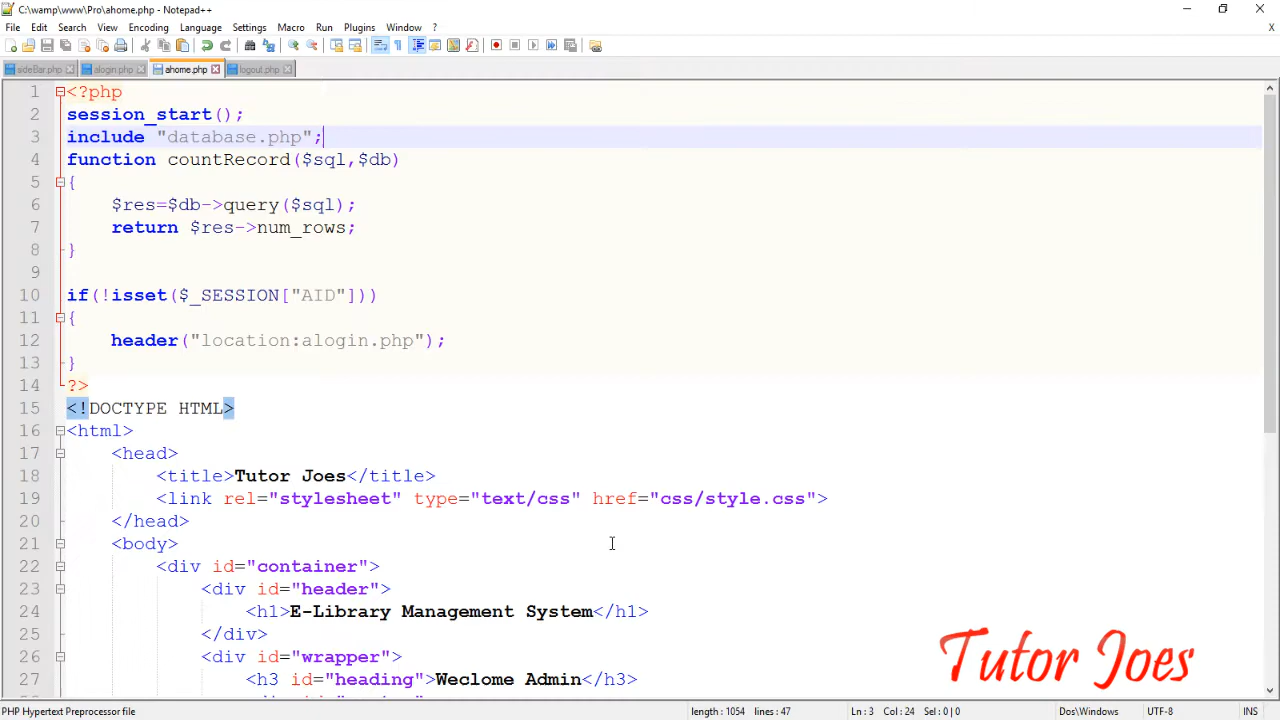 C:\wamp\www\Pro\ahome.php - Notepad++
File Edit Search View Encoding Language Settings Macro Run Plugins Window ?
sideBar.php alogin.php ahome.php logout.php
1 <?php
2 session_start();
3 include "database.php";
4 function countRecord($sql,$db)
5 {
6 $res=$db->query($sql);
7 return $res->num_rows;
8 }
9
10 if(!isset($_SESSION["AID"]))
11 {
12 header("location:alogin.php");
13 }
14 ?>
15 <!DOCTYPE HTML>
16 <html>
17 <head>
18 <title>Tutor Joes</title>
19 <link rel="stylesheet" type="text/css" href="css/style.css">
20 </head>
21 <body>
22 <div id="container">
23 <div id="header">
24 <h1>E-Library Management System</h1>
25 </div>
26 <div id="wrapper">
27 <h3 id="heading">Weclome Admin</h3>
Tutor Joes
PHP Hypertext Preprocessor file length : 1054 lines : 47 Ln : 3 Col : 24 Sel : 0 | 0 Dos\Windows UTF-8 INS